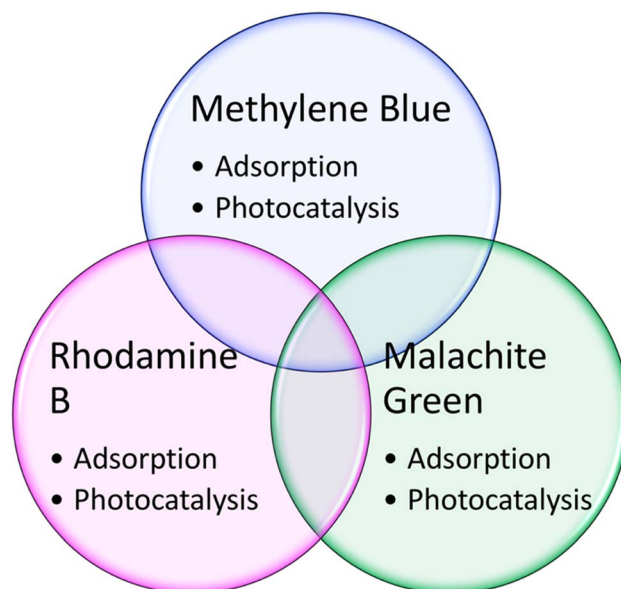 Methylene Blue
• Adsorption
• Photocatalysis
Rhodamine
B
• Adsorption
• Photocatalysis
Malachite
Green
• Adsorption
• Photocatalysis